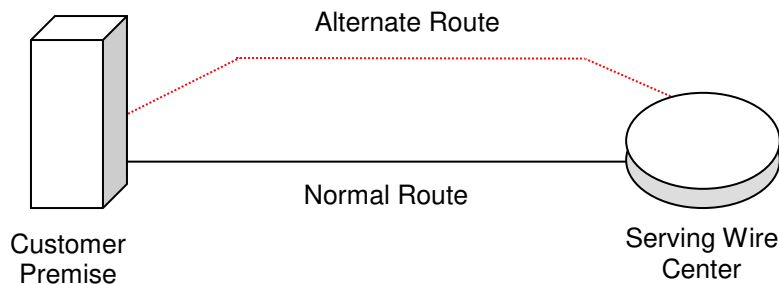 Alternate Route
Normal Route
Customer
Premise
Serving Wire
Center